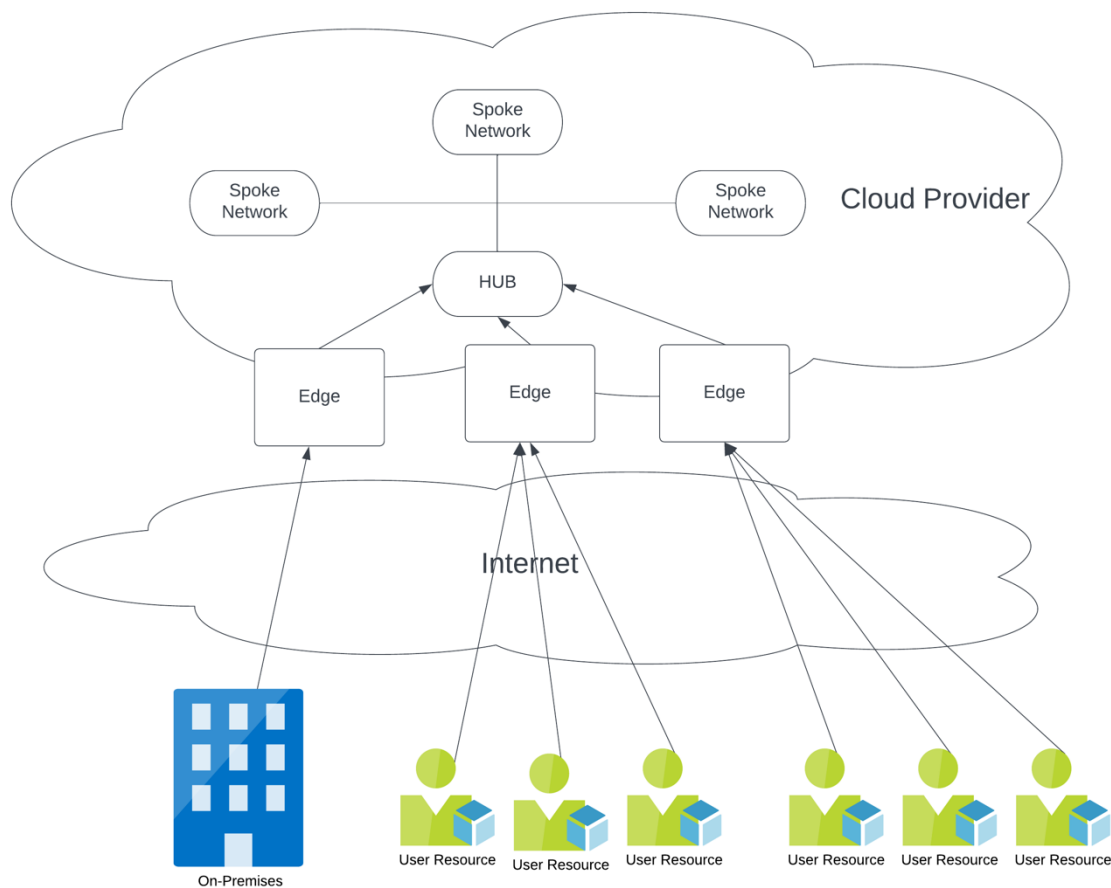 Spoke
Network
Spoke
Network
Spoke
Network
Cloud Provider
HUB
Edge
Edge
Edge
Internet
On-Premises
User Resource
User Resource
User Resource
User Resource
User Resource
User Resource